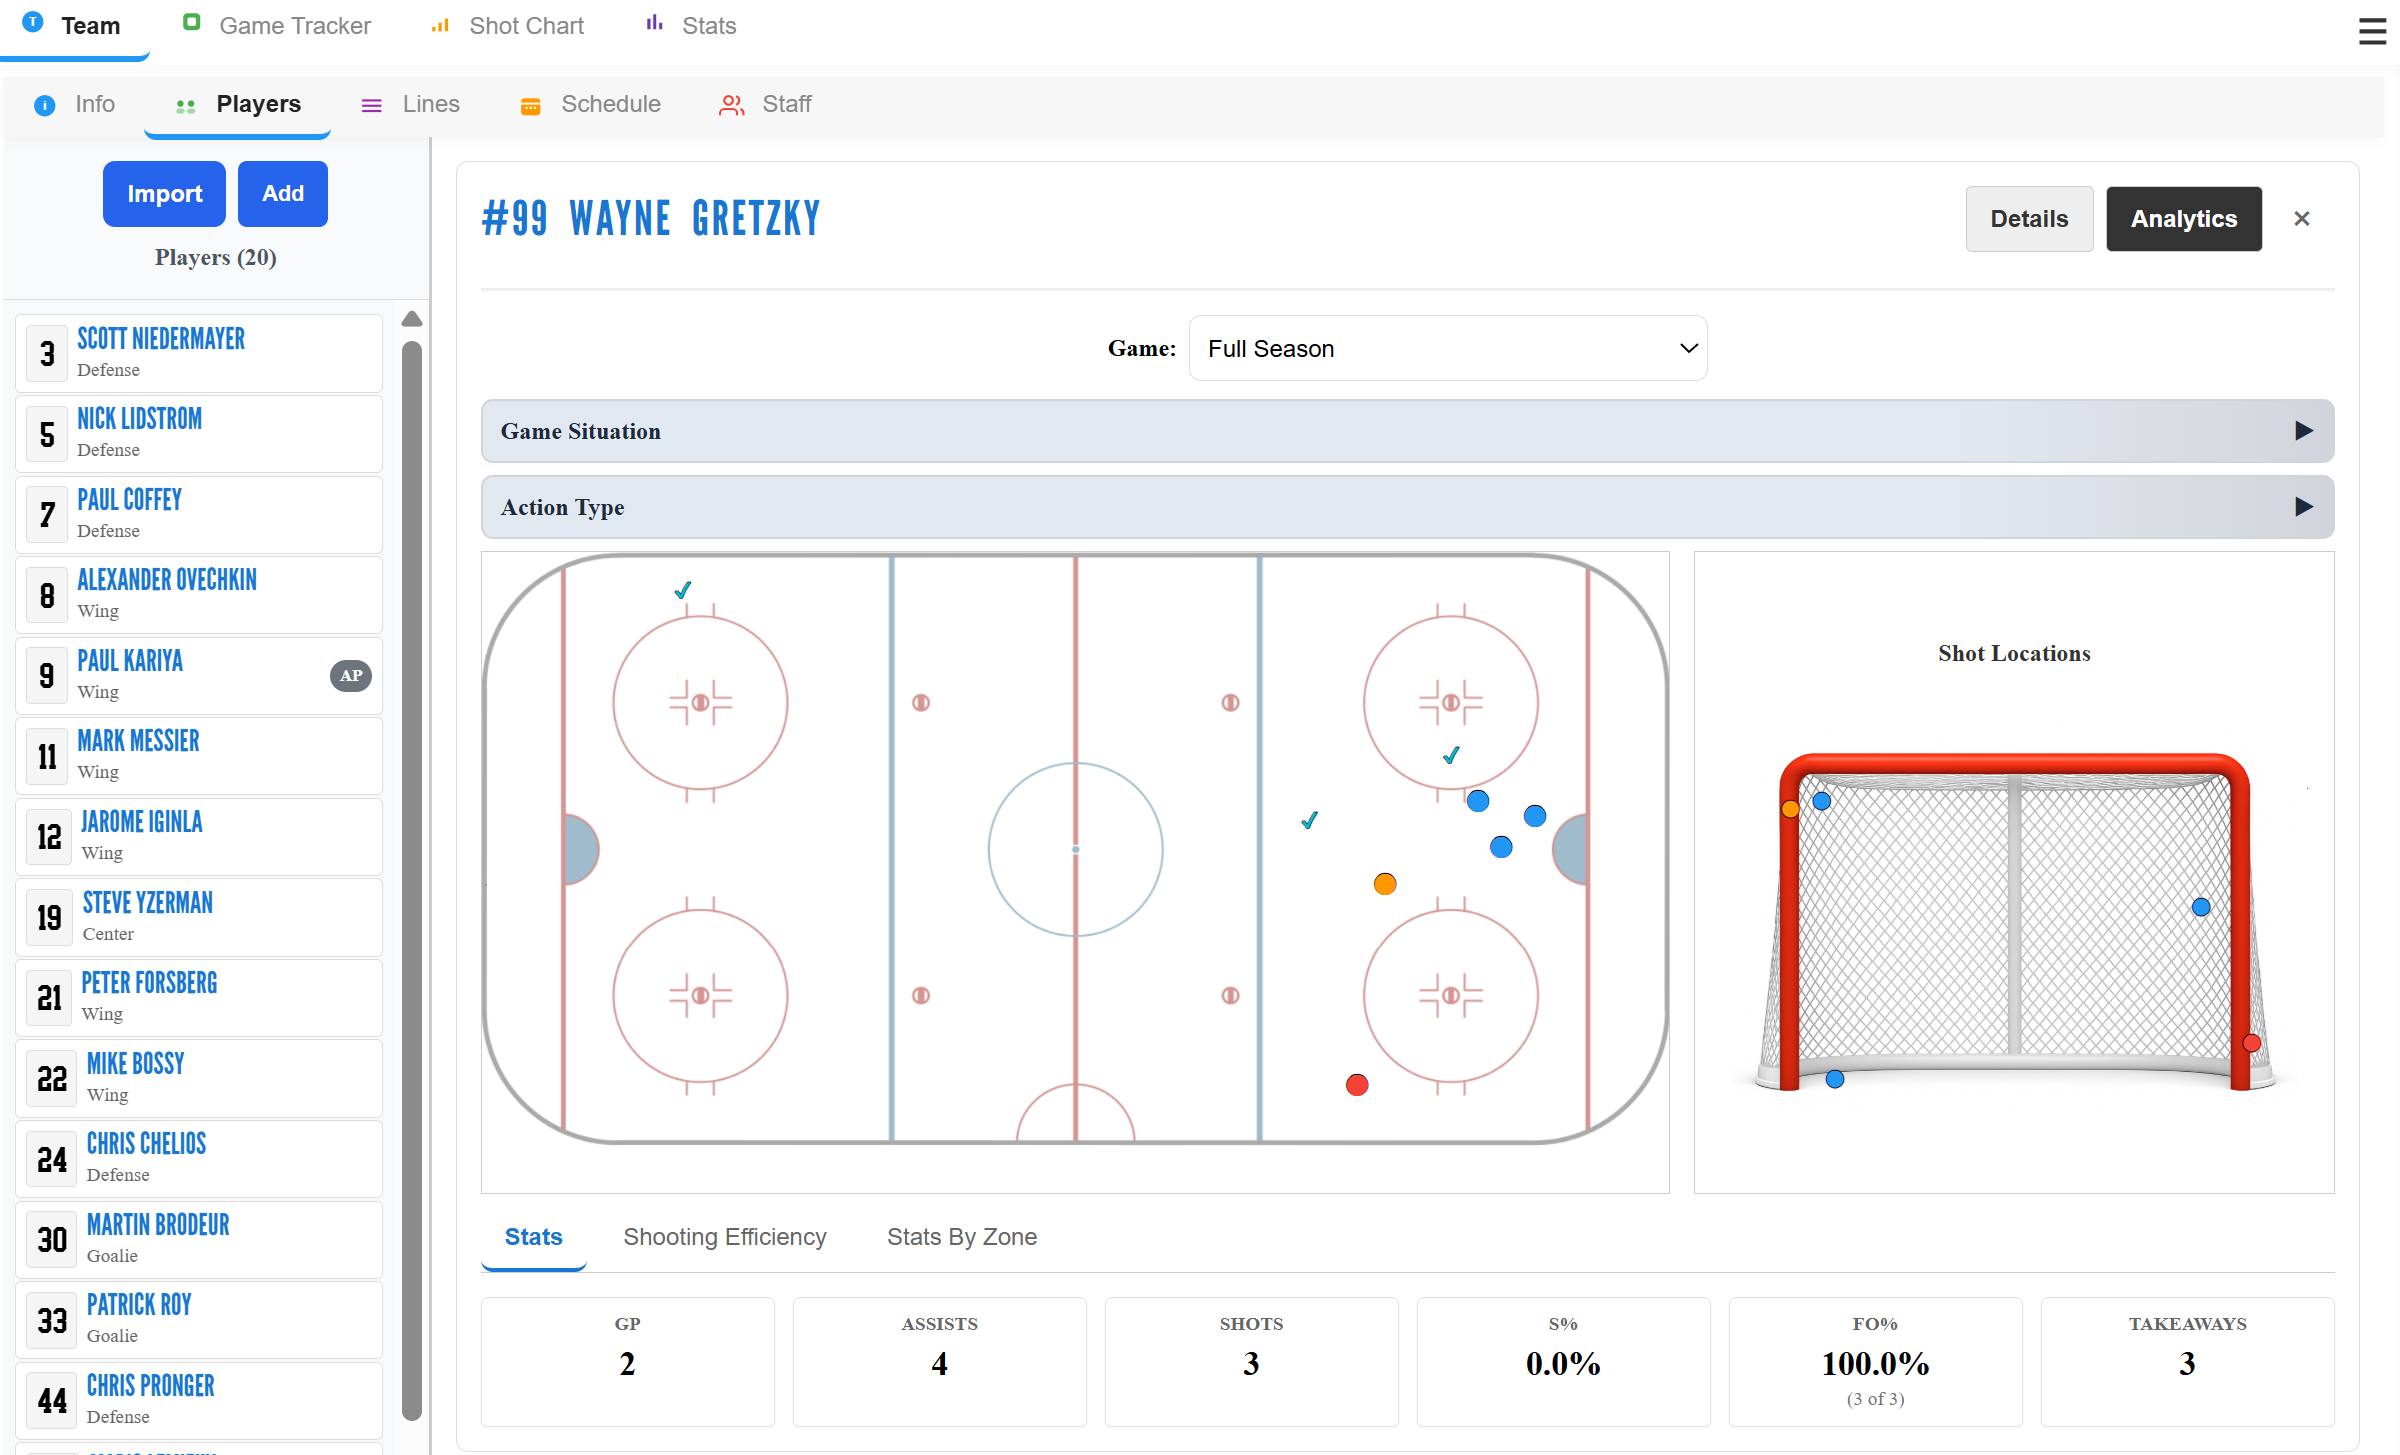 T Team Game Tracker Shot Chart Stats
i Info Players Lines Schedule Staff
Import Add
Players (20)
3 SCOTT NIEDERMAYER
Defense
5 NICK LIDSTROM
Defense
7 PAUL COFFEY
Defense
8 ALEXANDER OVECHKIN
Wing
9 PAUL KARIYA
Wing
AP
11 MARK MESSIER
Wing
12 JAROME IGINLA
Wing
19 STEVE YZERMAN
Center
21 PETER FORSBERG
Wing
22 MIKE BOSSY
Wing
24 CHRIS CHELIOS
Defense
30 MARTIN BRODEUR
Goalie
33 PATRICK ROY
Goalie
44 CHRIS PRONGER
Defense
#99 WAYNE GRETZKY
Details Analytics ×
Game: Full Season
Game Situation
Action Type
Shot Locations
Stats Shooting Efficiency Stats By Zone
GP
2
ASSISTS
4
SHOTS
3
S%
0.0%
FO%
100.0%
(3 of 3)
TAKEAWAYS
3